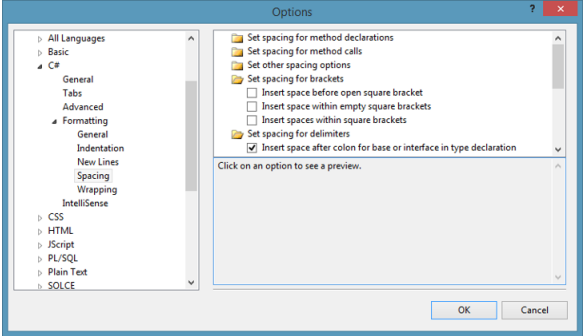 Options
?
All Languages
Basic
C#
General
Tabs
Advanced
Formatting
General
Indentation
New Lines
Spacing
Wrapping
IntelliSense
CSS
HTML
JScript
PL/SQL
Plain Text
SOLCE
Set spacing for method declarations
Set spacing for method calls
Set other spacing options
Set spacing for brackets
Insert space before open square bracket
Insert space within empty square brackets
Insert spaces within square brackets
Set spacing for delimiters
Insert space after colon for base or interface in type declaration
Click on an option to see a preview.
OK
Cancel